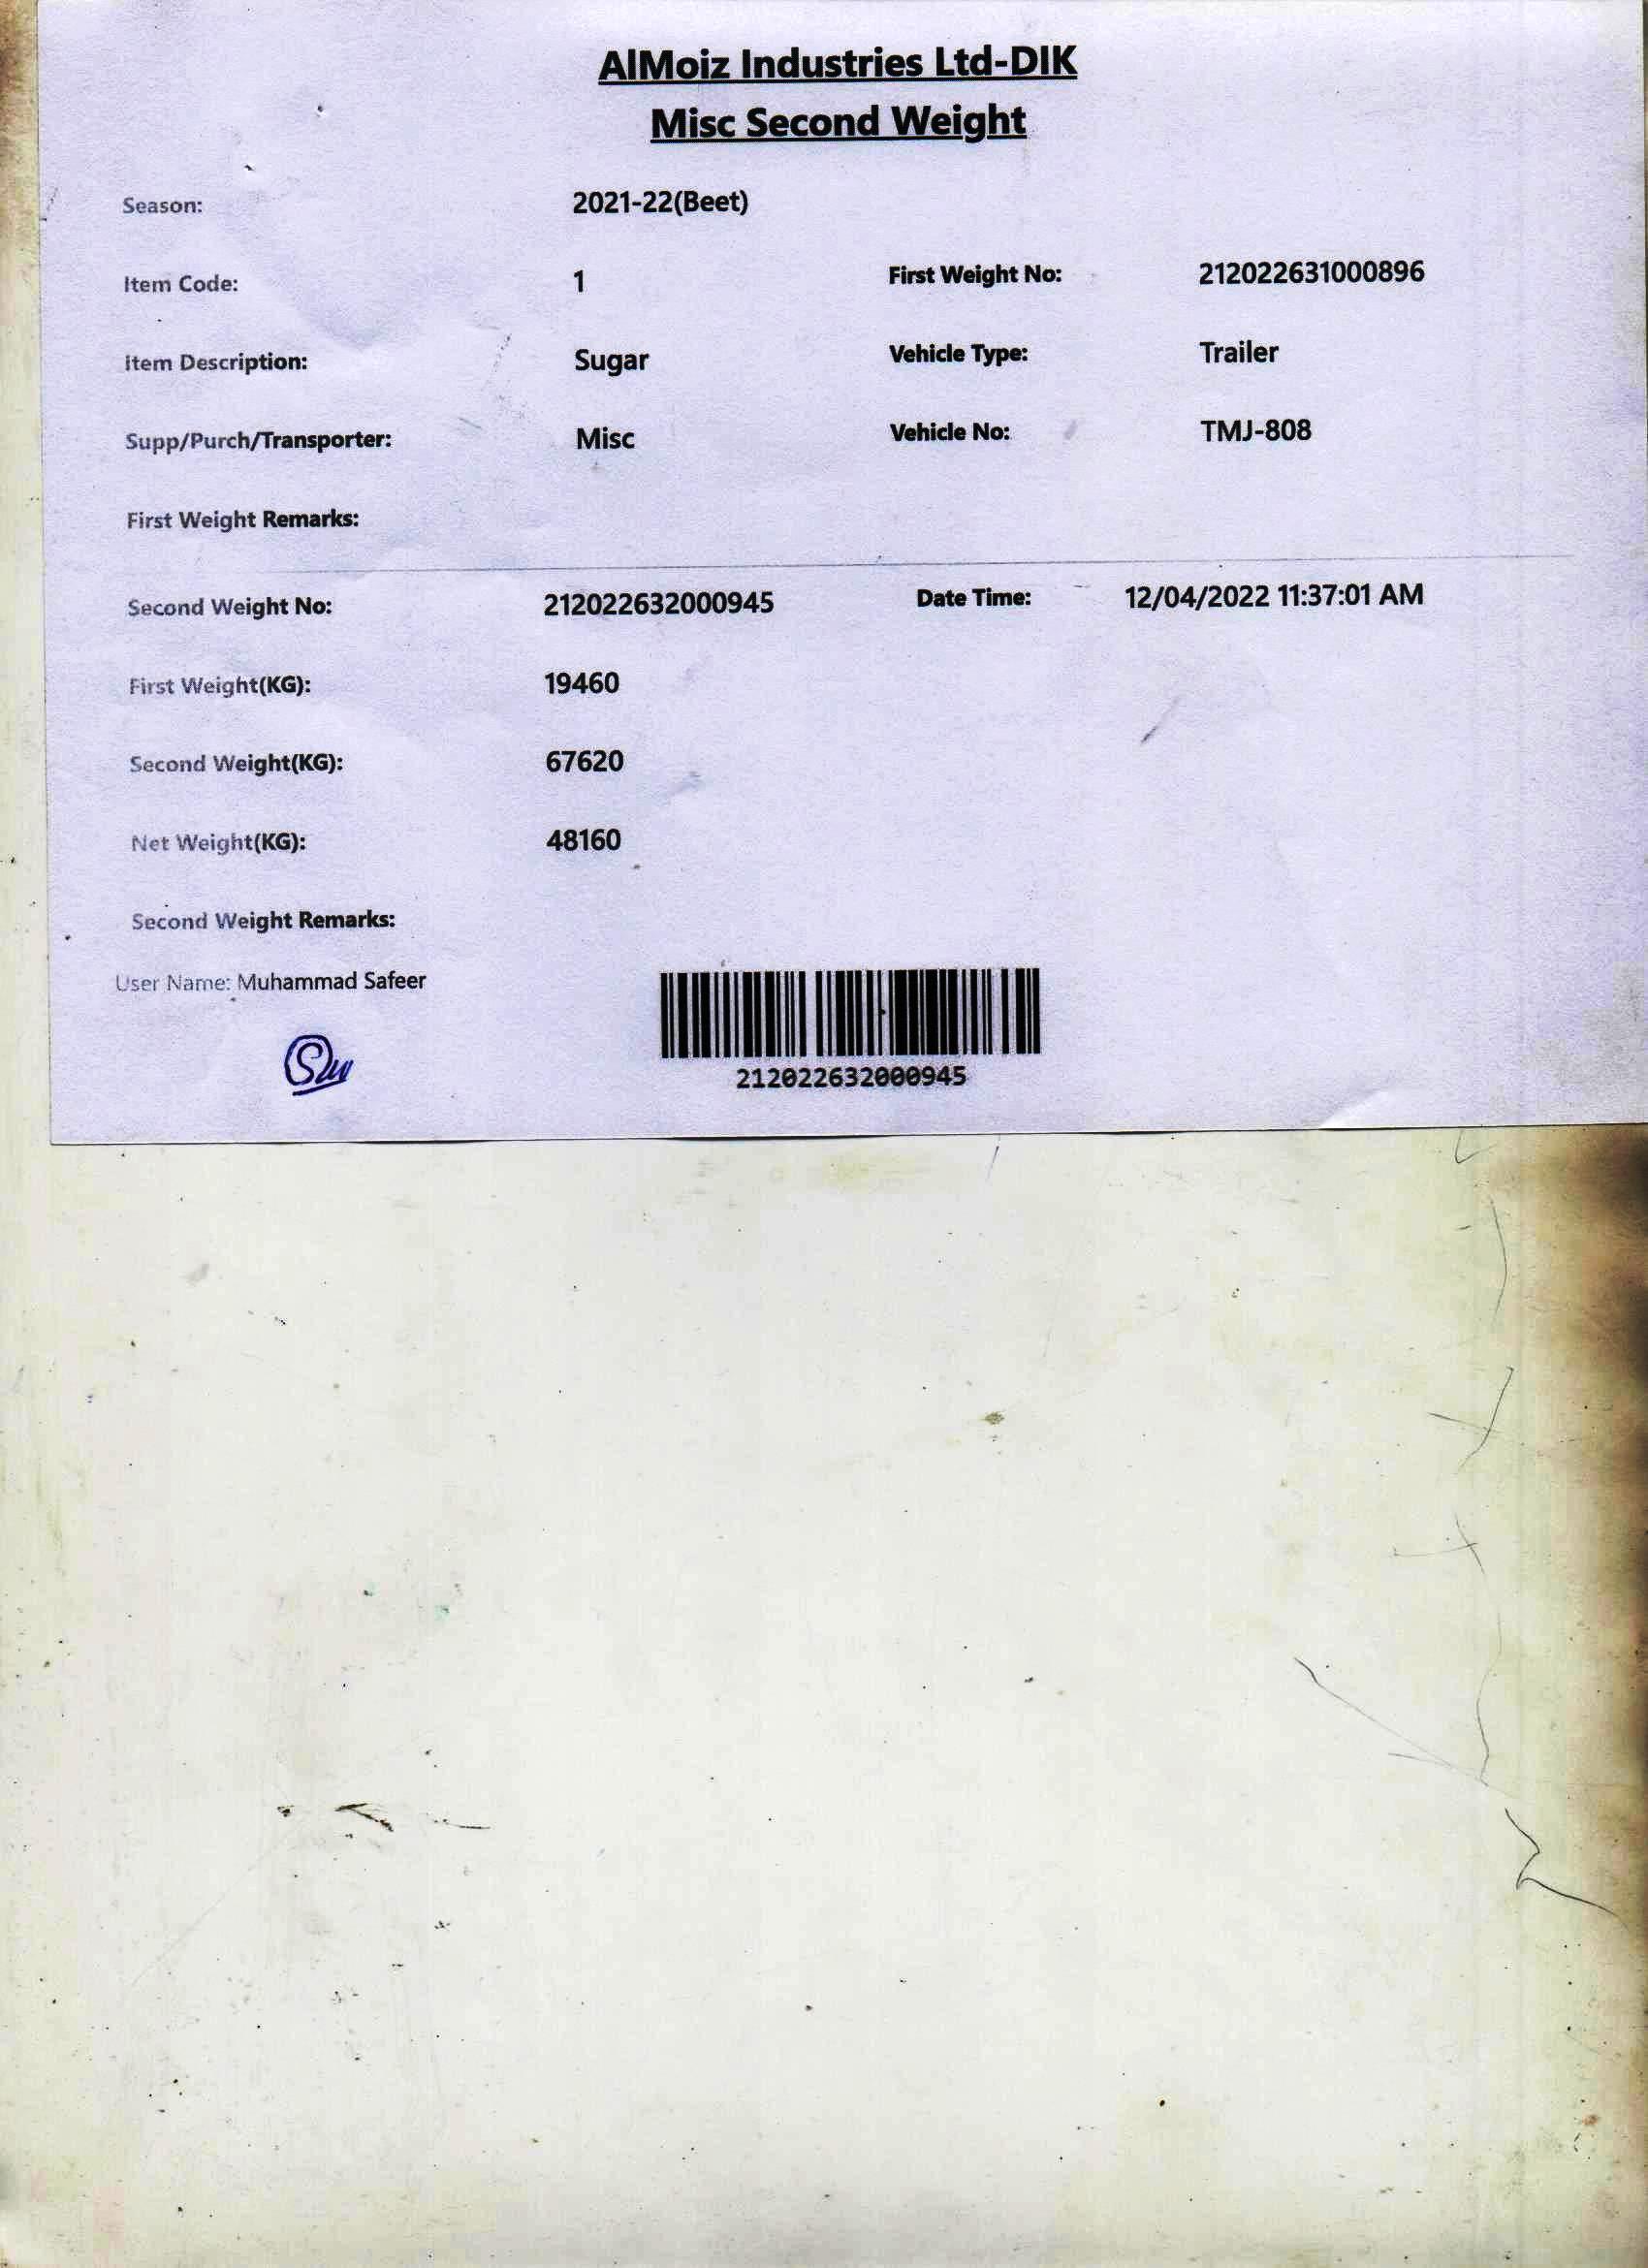 AlMoiz Industries Ltd-DIK
Misc Second Weight
Season: 2021-22(Beet)
Item Code: 1 First Weight No: 212022631000896
Item Description: Sugar Vehicle Type: Trailer
Supp/Purch/Transporter: Misc Vehicle No: TMJ-808
First Weight Remarks:
Second Weight No: 212022632000945 Date Time: 12/04/2022 11:37:01 AM
First Weight(KG): 19460
Second Weight(KG): 67620
Net Weight(KG): 48160
Second Weight Remarks:
User Name: Muhammad Safeer
212022632000945